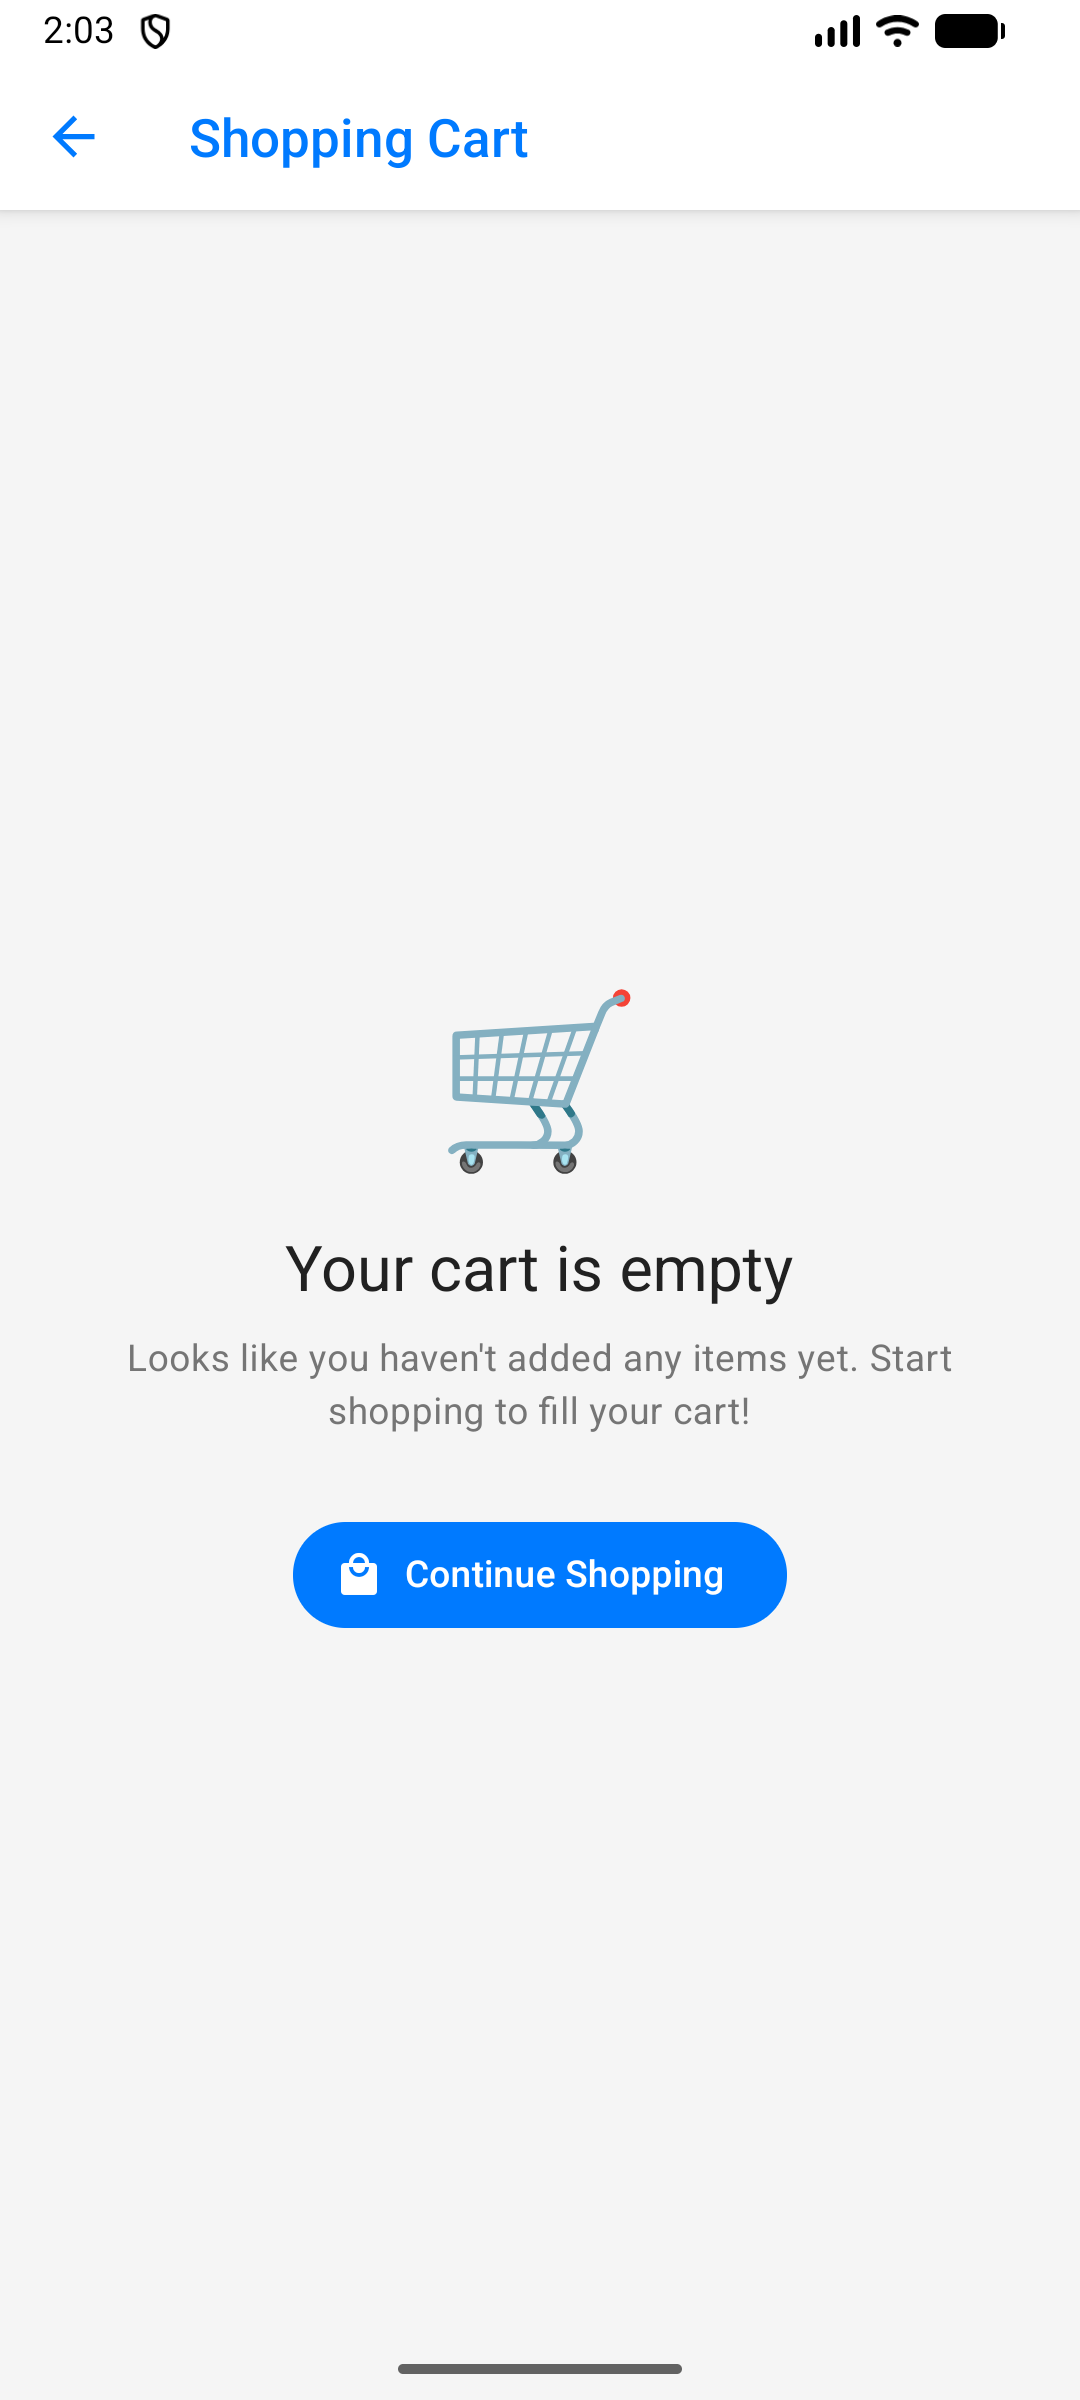 2:03
Shopping Cart
Your cart is empty
Looks like you haven't added any items yet. Start
shopping to fill your cart!
Continue Shopping